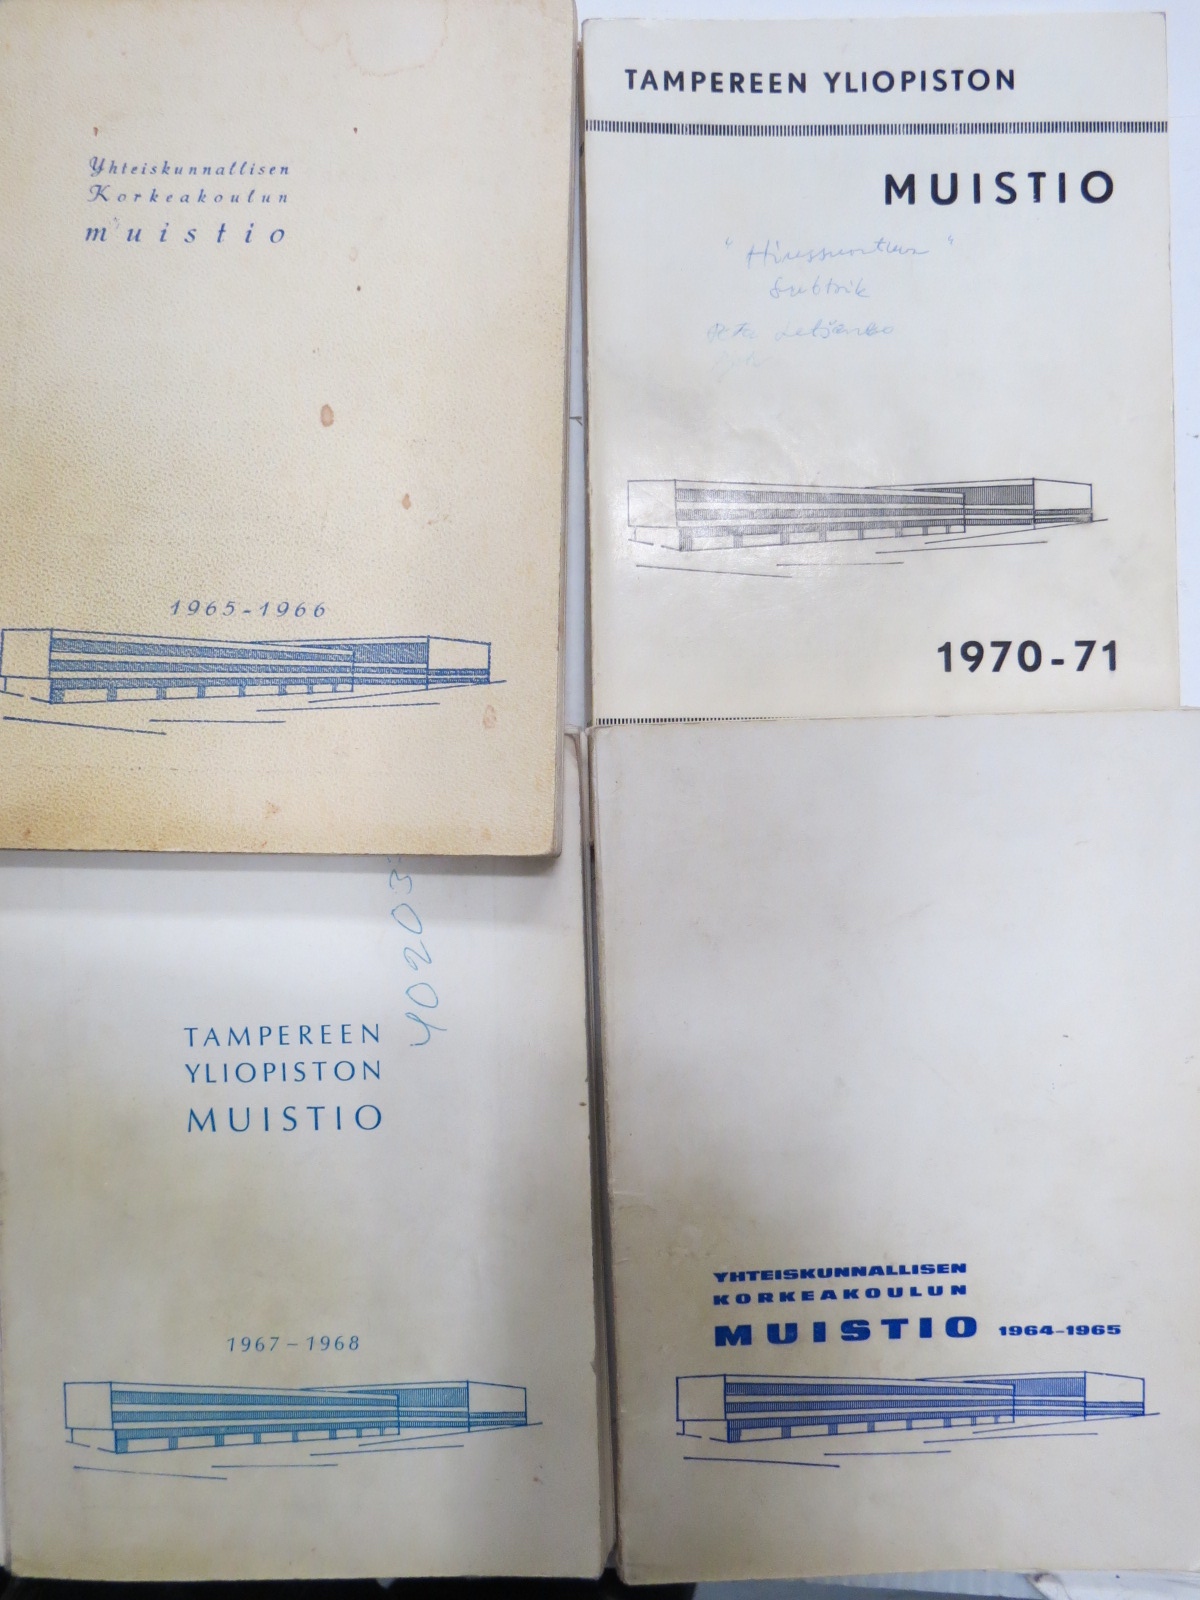 Yhteiskunnallisen
Korkeakoulun
muistio
1965-1966
TAMPEREEN YLIOPISTON
MUISTIO
1970-71
TAMPEREEN
YLIOPISTON
MUISTIO
40203
1967-1968
YHTEISKUNNALLISEN
KORKEAKOULUN
MUISTIO 1964-1965